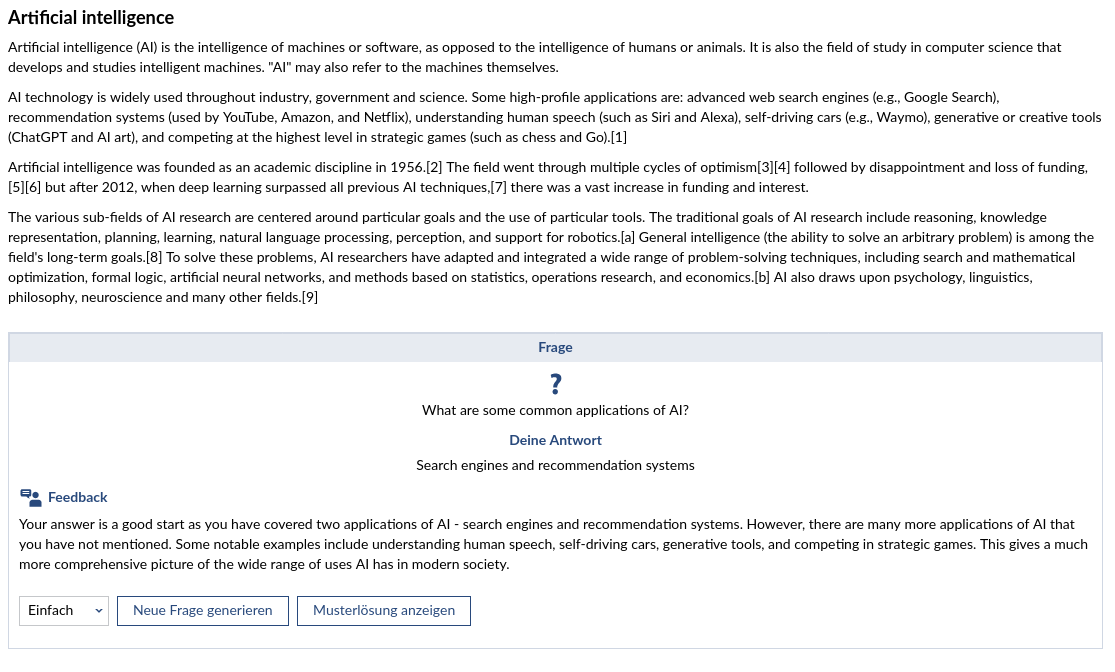 Artificial intelligence
Artificial intelligence (AI) is the intelligence of machines or software, as opposed to the intelligence of humans or animals. It is also the field of study in computer science that
develops and studies intelligent machines. "AI" may also refer to the machines themselves.
AI technology is widely used throughout industry, government and science. Some high-profile applications are: advanced web search engines (e.g., Google Search),
recommendation systems (used by YouTube, Amazon, and Netflix), understanding human speech (such as Siri and Alexa), self-driving cars (e.g., Waymo), generative or creative tools
(ChatGPT and AI art), and competing at the highest level in strategic games (such as chess and Go).[1]
Artificial intelligence was founded as an academic discipline in 1956.[2] The field went through multiple cycles of optimism[3][4] followed by disappointment and loss of funding,
[5][6] but after 2012, when deep learning surpassed all previous AI techniques,[7] there was a vast increase in funding and interest.
The various sub-fields of AI research are centered around particular goals and the use of particular tools. The traditional goals of AI research include reasoning, knowledge
representation, planning, learning, natural language processing, perception, and support for robotics.[a] General intelligence (the ability to solve an arbitrary problem) is among the
field's long-term goals.[8] To solve these problems, AI researchers have adapted and integrated a wide range of problem-solving techniques, including search and mathematical
optimization, formal logic, artificial neural networks, and methods based on statistics, operations research, and economics.[b] AI also draws upon psychology, linguistics,
philosophy, neuroscience and many other fields.[9]
Frage
?
What are some common applications of AI?
Deine Antwort
Search engines and recommendation systems
Feedback
Your answer is a good start as you have covered two applications of AI - search engines and recommendation systems. However, there are many more applications of AI that
you have not mentioned. Some notable examples include understanding human speech, self-driving cars, generative tools, and competing in strategic games. This gives a much
more comprehensive picture of the wide range of uses AI has in modern society.
Einfach Neue Frage generieren Musterlösung anzeigen